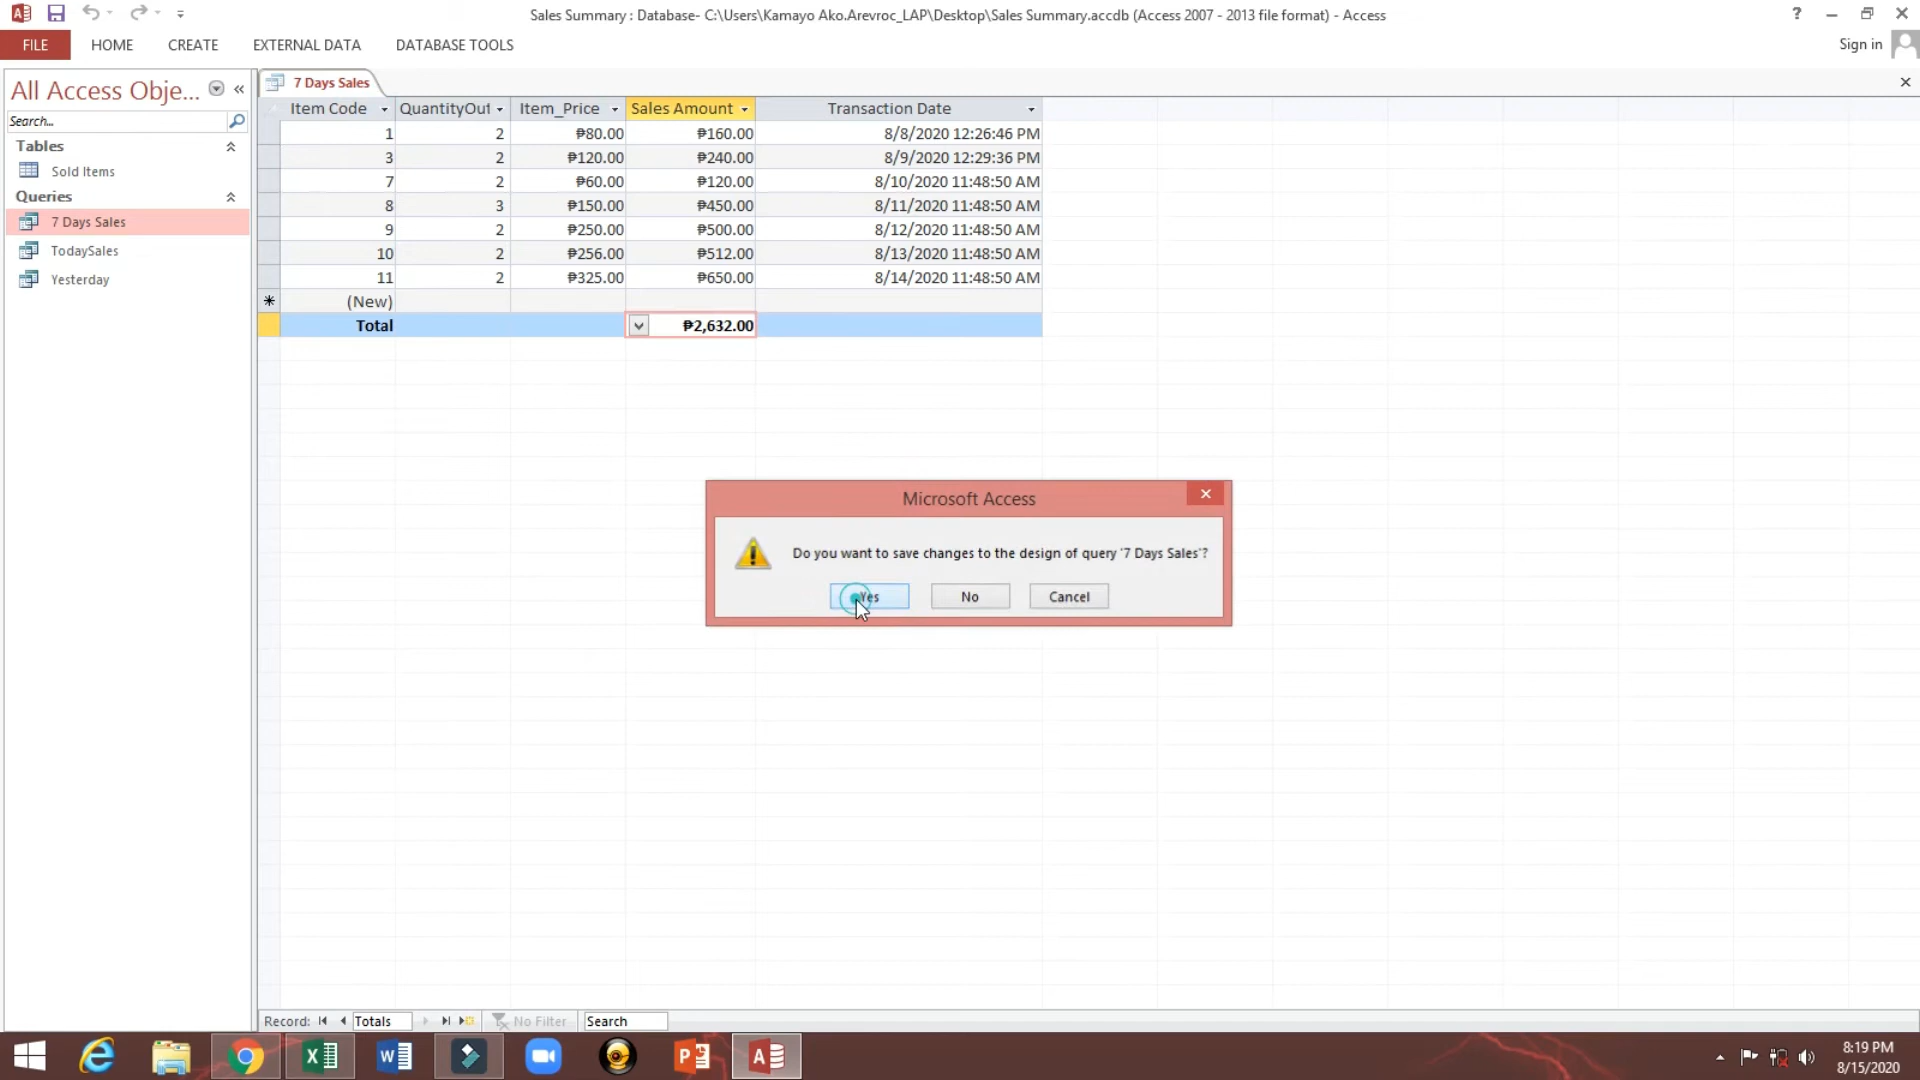 Sales Summary : Database- C:\Users\Kamayo Ako.Arevroc_LAP\Desktop\Sales Summary.accdb (Access 2007 - 2013 file format) - Access
?
FILE HOME CREATE EXTERNAL DATA DATABASE TOOLS
Sign in
All Access Obje...
Search...
Tables
Sold Items
Queries
7 Days Sales
TodaySales
Yesterday
7 Days Sales
Item Code QuantityOut Item_Price Sales Amount Transaction Date
1 2 ₱80.00 ₱160.00 8/8/2020 12:26:46 PM
3 2 ₱120.00 ₱240.00 8/9/2020 12:29:36 PM
7 2 ₱60.00 ₱120.00 8/10/2020 11:48:50 AM
8 3 ₱150.00 ₱450.00 8/11/2020 11:48:50 AM
9 2 ₱250.00 ₱500.00 8/12/2020 11:48:50 AM
10 2 ₱256.00 ₱512.00 8/13/2020 11:48:50 AM
11 2 ₱325.00 ₱650.00 8/14/2020 11:48:50 AM
(New)
Total ₱2,632.00
Microsoft Access
Do you want to save changes to the design of query '7 Days Sales'?
Yes No Cancel
Record: Totals No Filter Search
8:19 PM
8/15/2020